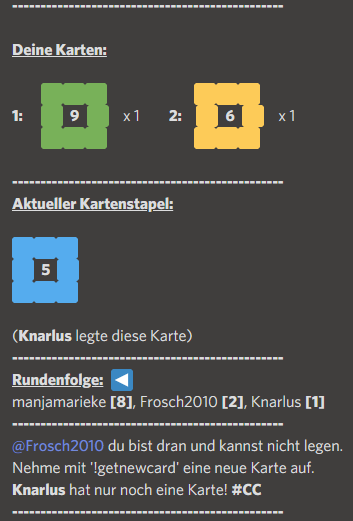 -----------------------------------------------
Deine Karten:
1: 9 x 1 2: 6 x 1
-----------------------------------------------
Aktueller Kartenstapel:
5
(Knarlus legte diese Karte)
-----------------------------------------------
Rundenfolge: ◀
manjamarieke [8], Frosch2010 [2], Knarlus [1]
-----------------------------------------------
@Frosch2010 du bist dran und kannst nicht legen.
Nehme mit '!getnewcard' eine neue Karte auf.
Knarlus hat nur noch eine Karte! #CC
-----------------------------------------------